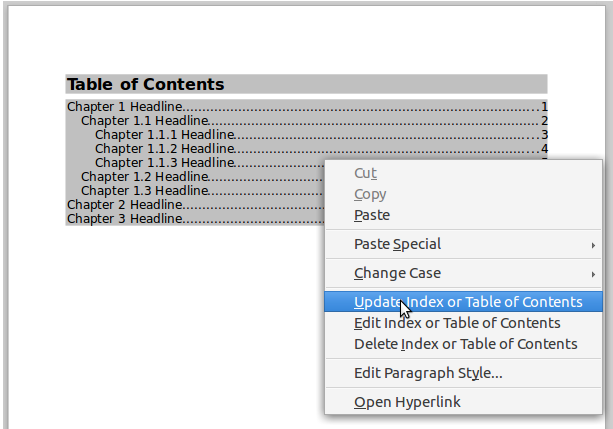 Table of Contents
Chapter 1 Headline..........................................................................................1
Chapter 1.1 Headline.....................................................................................2
Chapter 1.1.1 Headline................................................................................3
Chapter 1.1.2 Headline................................................................................4
Chapter 1.1.3 Headline
Chapter 1.2 Headline
Chapter 1.3 Headline
Chapter 2 Headline
Chapter 3 Headline
Cut
Copy
Paste
Paste Special
Change Case
Update Index or Table of Contents
Edit Index or Table of Contents
Delete Index or Table of Contents
Edit Paragraph Style...
Open Hyperlink